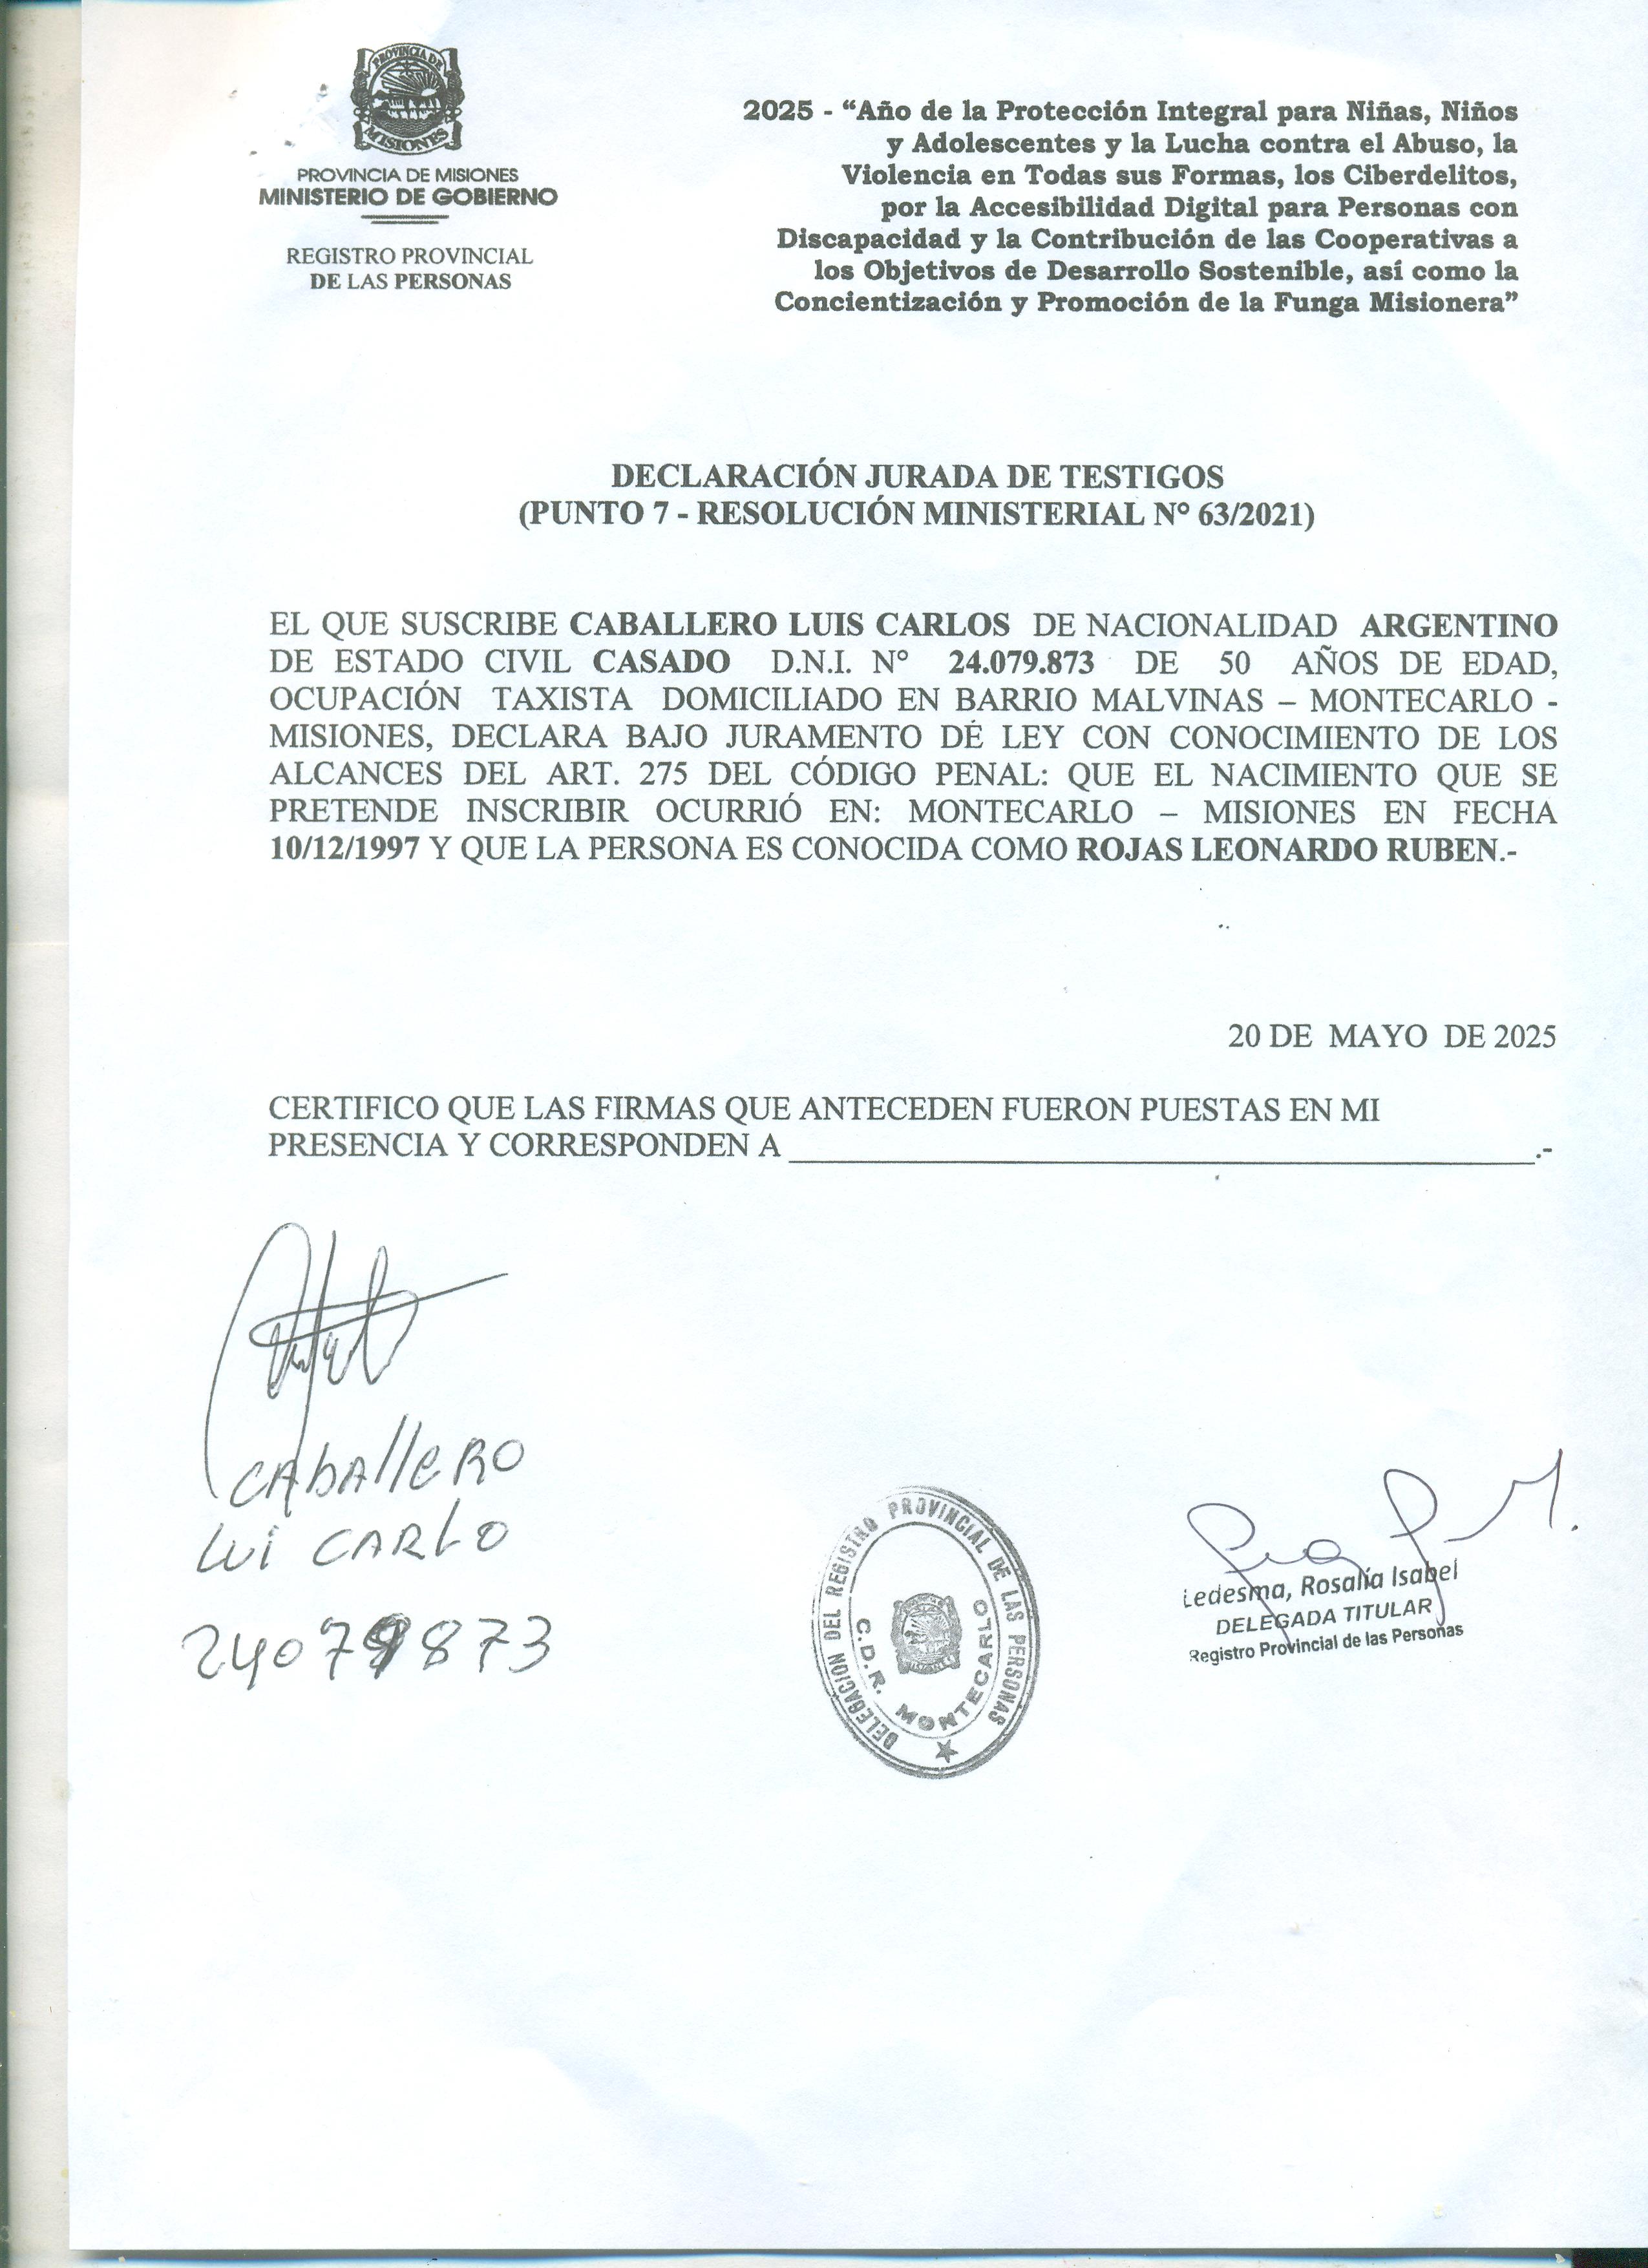 PROVINCIA DE
MISIONES
PROVINCIA DE MISIONES
MINISTERIO DE GOBIERNO
REGISTRO PROVINCIAL
DE LAS PERSONAS
2025 - “Año de la Protección Integral para Niñas, Niños
y Adolescentes y la Lucha contra el Abuso, la
Violencia en Todas sus Formas, los Ciberdelitos,
por la Accesibilidad Digital para Personas con
Discapacidad y la Contribución de las Cooperativas a
los Objetivos de Desarrollo Sostenible, así como la
Concientización y Promoción de la Funga Misionera”
DECLARACIÓN JURADA DE TESTIGOS
(PUNTO 7 - RESOLUCIÓN MINISTERIAL N° 63/2021)
EL QUE SUSCRIBE CABALLERO LUIS CARLOS DE NACIONALIDAD ARGENTINO
DE ESTADO CIVIL CASADO D.N.I. N° 24.079.873 DE 50 AÑOS DE EDAD,
OCUPACIÓN TAXISTA DOMICILIADO EN BARRIO MALVINAS – MONTECARLO -
MISIONES, DECLARA BAJO JURAMENTO DE LEY CON CONOCIMIENTO DE LOS
ALCANCES DEL ART. 275 DEL CÓDIGO PENAL: QUE EL NACIMIENTO QUE SE
PRETENDE INSCRIBIR OCURRIÓ EN: MONTECARLO – MISIONES EN FECHA
10/12/1997 Y QUE LA PERSONA ES CONOCIDA COMO ROJAS LEONARDO RUBEN.-
20 DE MAYO DE 2025
CERTIFICO QUE LAS FIRMAS QUE ANTECEDEN FUERON PUESTAS EN MI
PRESENCIA Y CORRESPONDEN A ______________________________.-
CABAllERO
LUi CARLO
24079873
DELEGACION DEL REGISTRO PROVINCIAL DE LAS PERSONAS
C.D.R. MONTECARLO
Ledesma, Rosalía Isabel
DELEGADA TITULAR
Registro Provincial de las Personas